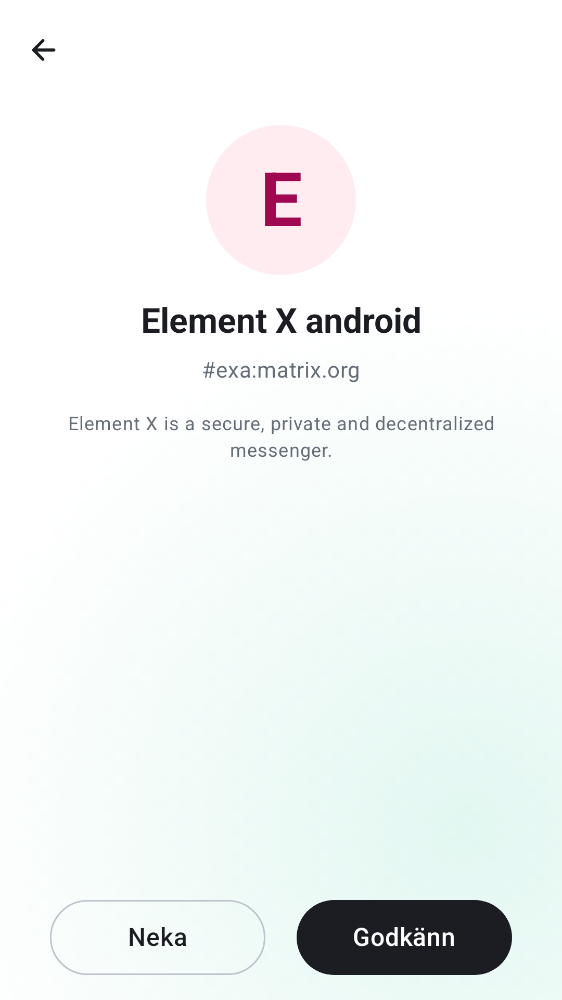 E
Element X android
#exa:matrix.org
Element X is a secure, private and decentralized
messenger.
Neka
Godkänn